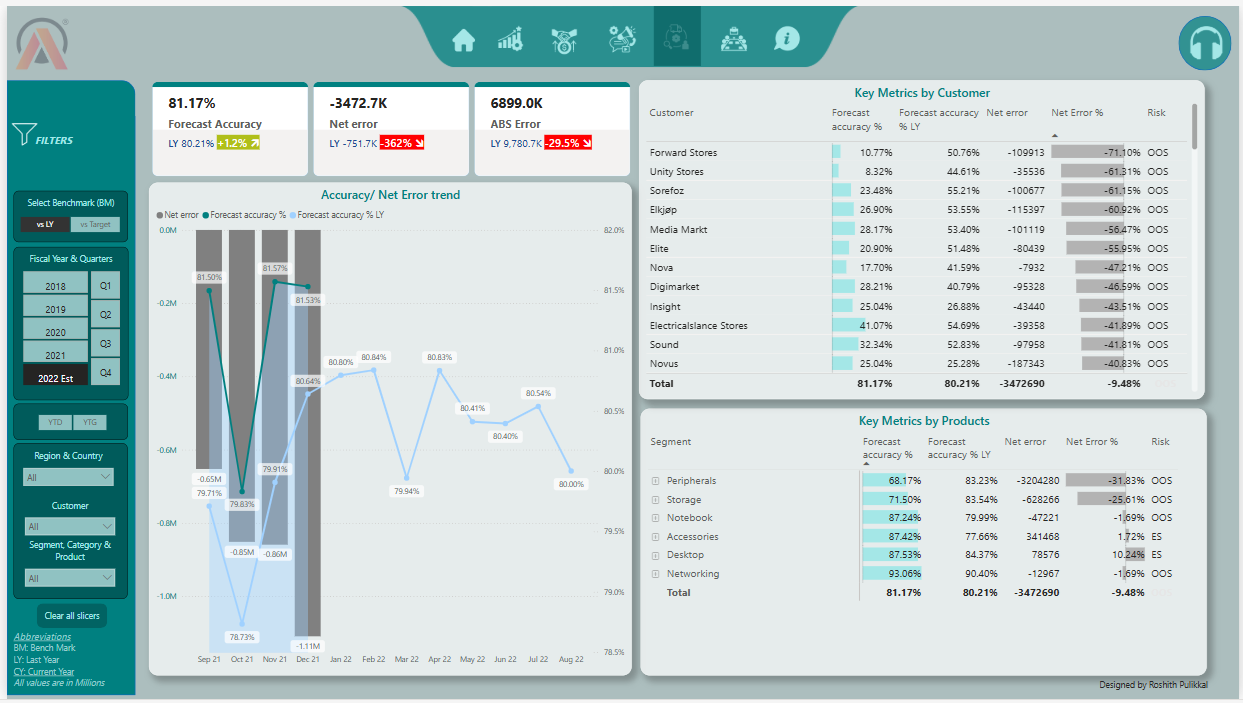 FILTERS
Select Benchmark (BM)
vs LY vs Target
Fiscal Year & Quarters
2018 Q1
2019 Q2
2020 Q3
2021 Q4
2022 Est
YTD YTG
Region & Country
All
Customer
All
Segment, Category &
Product
All
Clear all slicers
Abbreviations
BM: Bench Mark
LY: Last Year
CY: Current Year
All values are in Millions
81.17%
Forecast Accuracy
LY 80.21% +1.2%
-3472.7K
Net error
LY -751.7K -362%
6899.0K
ABS Error
LY 9,780.7K -29.5%
Accuracy/ Net Error trend
Net error Forecast accuracy % Forecast accuracy % LY
0.0M
-0.2M
-0.4M
-0.6M
-0.8M
-1.0M
82.0%
81.5%
81.0%
80.5%
80.0%
79.5%
79.0%
78.5%
81.50%
79.83%
81.57%
81.53%
-0.65M
-0.85M
-0.86M
-1.11M
79.71%
78.73%
79.91%
80.64%
80.80%
80.84%
79.94%
80.83%
80.41%
80.40%
80.54%
80.00%
Sep 21 Oct 21 Nov 21 Dec 21 Jan 22 Feb 22 Mar 22 Apr 22 May 22 Jun 22 Jul 22 Aug 22
Key Metrics by Customer
Customer Forecast accuracy % Forecast accuracy % LY Net error Net Error % Risk
Forward Stores 10.77% 50.76% -109913 -71.10% OOS
Unity Stores 8.32% 44.61% -35536 -61.31% OOS
Sorefoz 23.48% 55.21% -100677 -61.15% OOS
Elkjøp 26.90% 53.55% -115397 -60.92% OOS
Media Markt 28.17% 53.40% -101119 -56.47% OOS
Elite 20.90% 51.48% -80439 -55.95% OOS
Nova 17.70% 41.59% -7932 -47.21% OOS
Digimarket 28.21% 40.79% -95328 -46.59% OOS
Insight 25.04% 26.88% -43440 -43.51% OOS
Electricalslance Stores 41.07% 54.69% -39358 -41.89% OOS
Sound 32.34% 52.83% -97958 -41.81% OOS
Novus 25.04% 25.28% -187343 -40.83% OOS
Total 81.17% 80.21% -3472690 -9.48%
Key Metrics by Products
Segment Forecast accuracy % Forecast accuracy % LY Net error Net Error % Risk
Peripherals 68.17% 83.23% -3204280 -31.83% OOS
Storage 71.50% 83.54% -628266 -25.61% OOS
Notebook 87.24% 79.99% -47221 -1.69% OOS
Accessories 87.42% 77.66% 341468 1.72% ES
Desktop 87.53% 84.37% 78576 10.24% ES
Networking 93.06% 90.40% -12967 -1.69% OOS
Total 81.17% 80.21% -3472690 -9.48%
Designed by Roshith Pulikkal